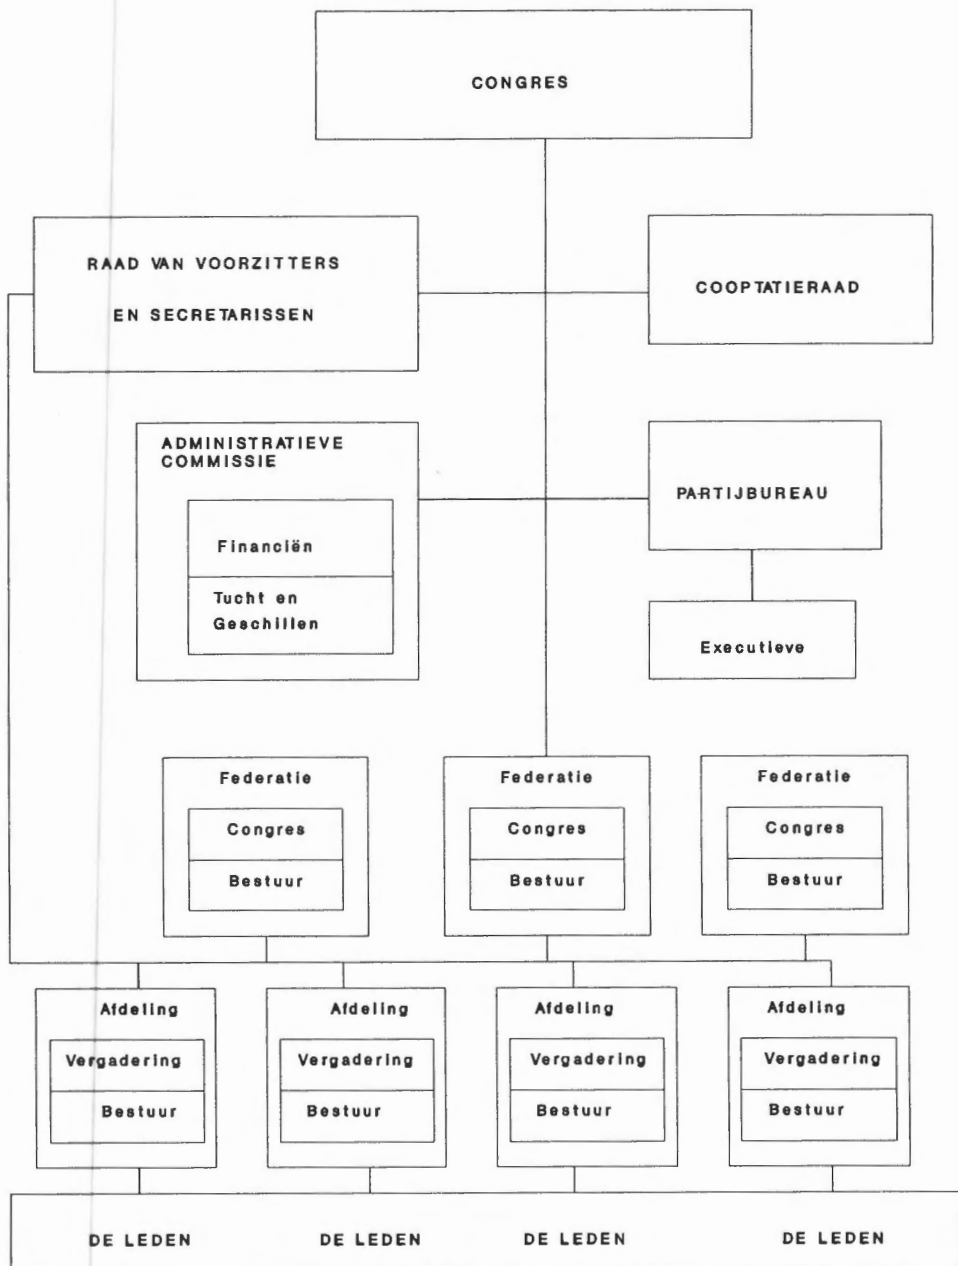 CONGRES
RAAD VAN VOORZITTERS
EN SECRETARISSEN
COOPTATIERAAD
ADMINISTRATIEVE
COMMISSIE
Financiën
Tucht en
Geschillen
PARTIJBUREAU
Executieve
Federatie
Congres
Bestuur
Federatie
Congres
Bestuur
Federatie
Congres
Bestuur
Afdeling
Vergadering
Bestuur
Afdeling
Vergadering
Bestuur
Afdeling
Vergadering
Bestuur
Afdeling
Vergadering
Bestuur
DE LEDEN
DE LEDEN
DE LEDEN
DE LEDEN